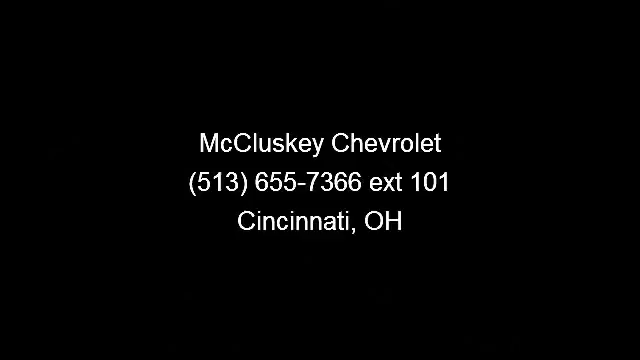 McCluskey Chevrolet
(513) 655-7366 ext 101
Cincinnati, OH